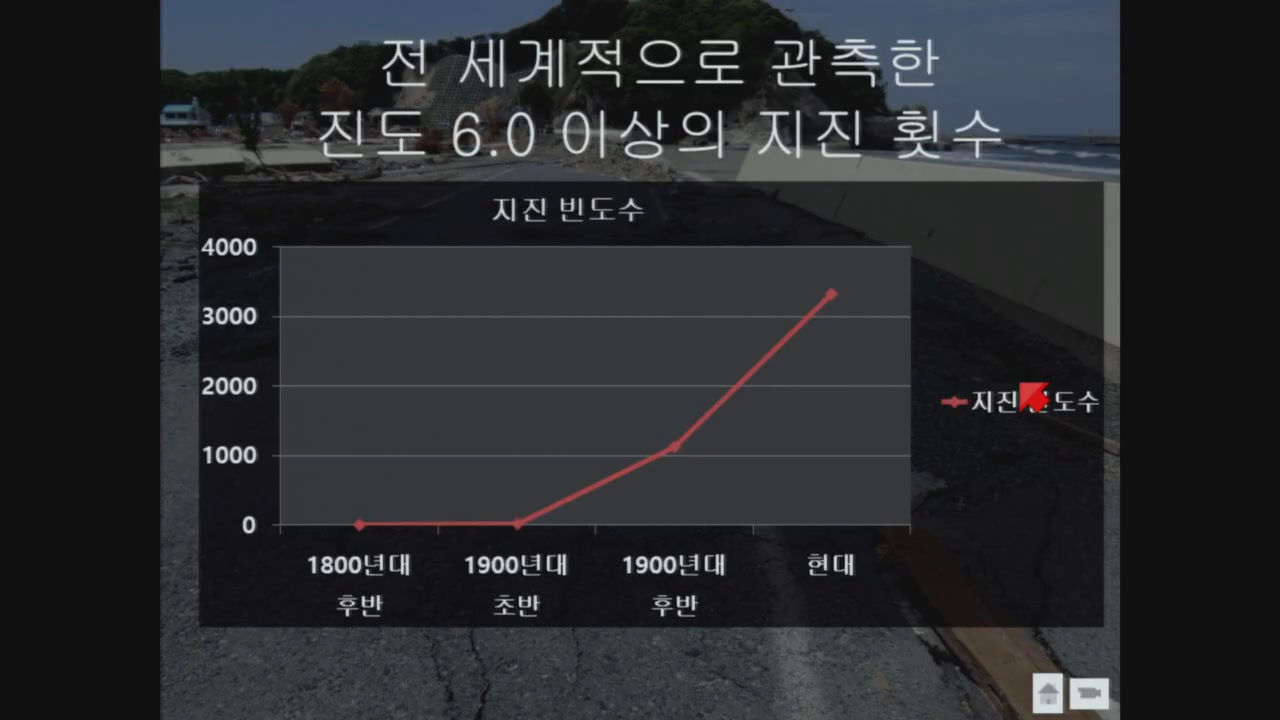 전 세계적으로 관측한
진도 6.0 이상의 지진 횟수
지진 빈도수
4000
3000
2000
1000
0
1800년대
후반
1900년대
초반
1900년대
후반
현대
지진 도수